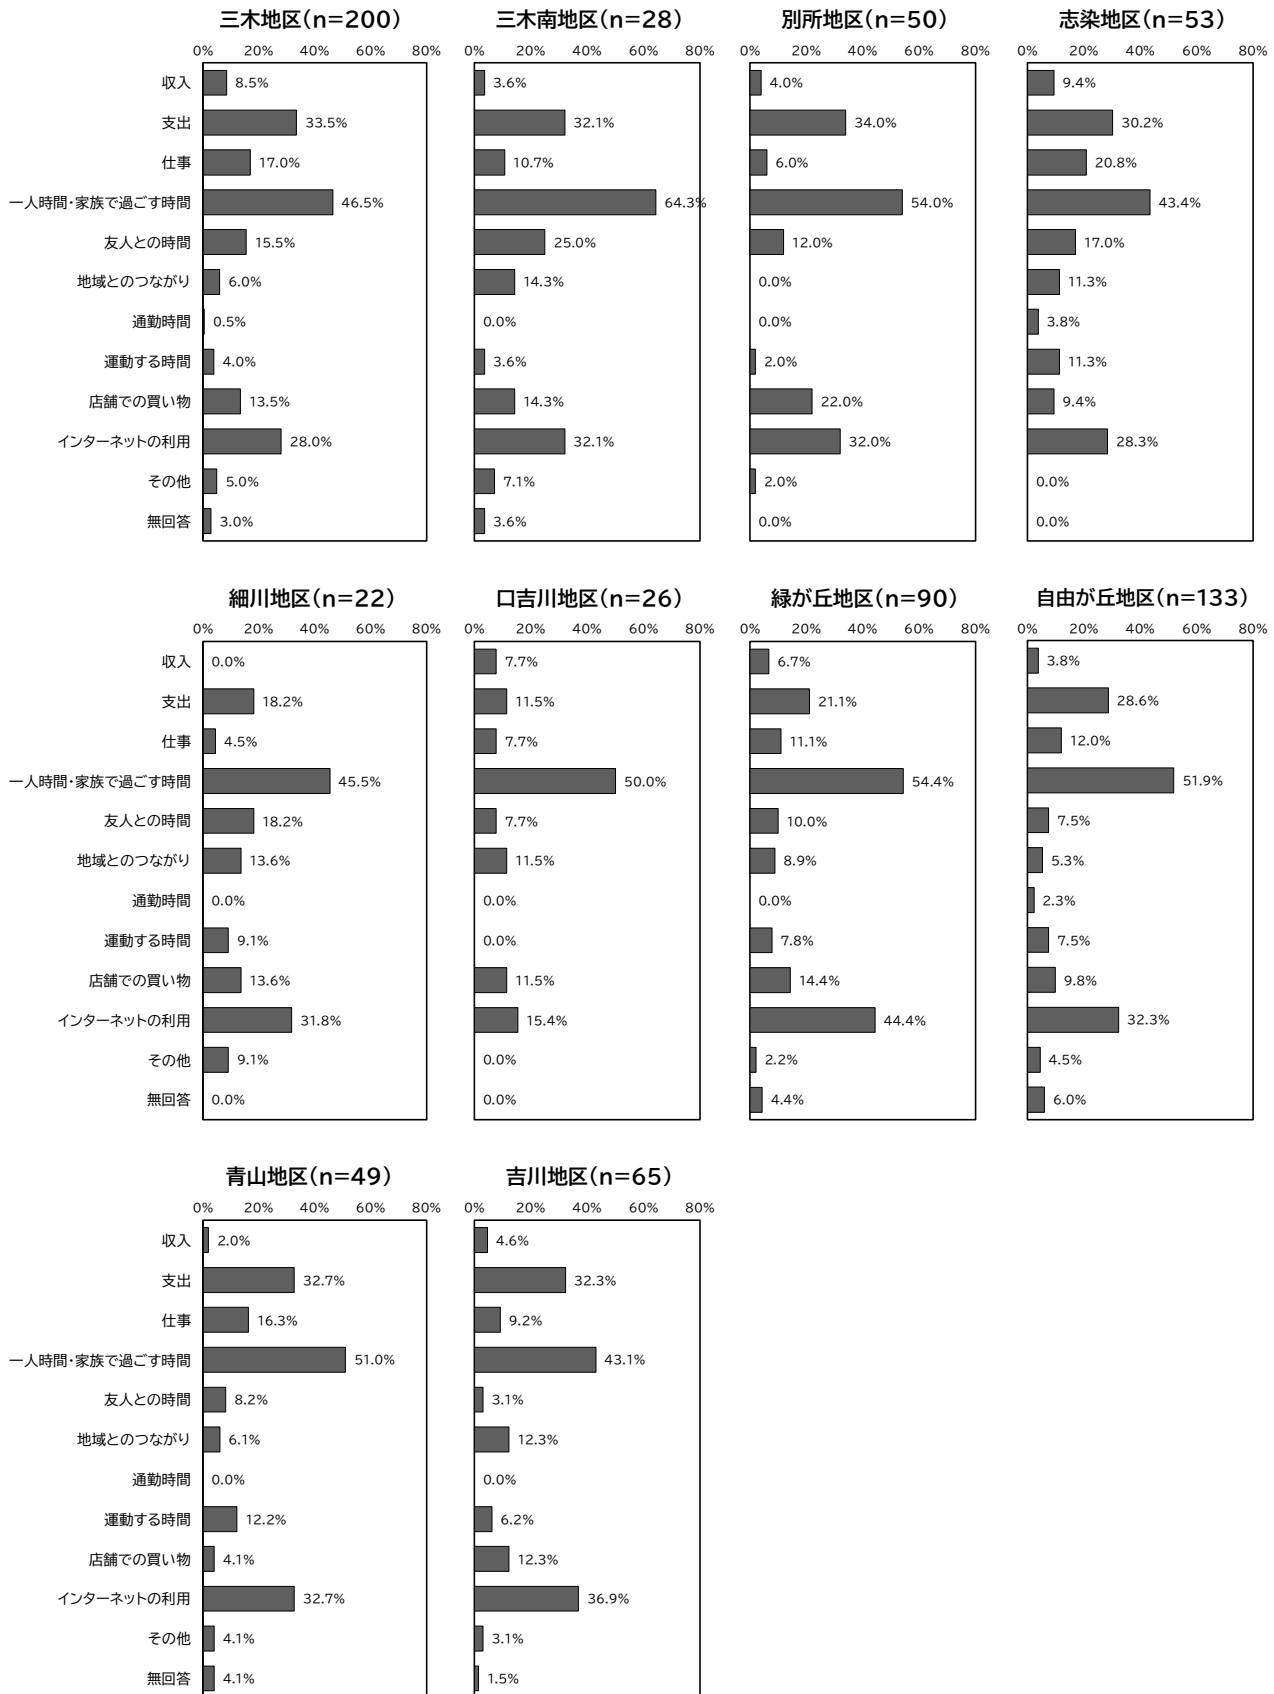 三木地区(n=200) 三木南地区(n=28) 別所地区(n=50) 志染地区(n=53)
0% 20% 40% 60% 80% 0% 20% 40% 60% 80% 0% 20% 40% 60% 80% 0% 20% 40% 60% 80%
収入 8.5% 3.6% 4.0% 9.4%
支出 33.5% 32.1% 34.0% 30.2%
仕事 17.0% 10.7% 6.0% 20.8%
一人時間・家族で過ごす時間 46.5% 64.3% 54.0% 43.4%
友人との時間 15.5% 25.0% 12.0% 17.0%
地域とのつながり 6.0% 14.3% 0.0% 11.3%
通勤時間 0.5% 0.0% 0.0% 3.8%
運動する時間 4.0% 3.6% 2.0% 11.3%
店舗での買い物 13.5% 14.3% 22.0% 9.4%
インターネットの利用 28.0% 32.1% 32.0% 28.3%
その他 5.0% 7.1% 2.0% 0.0%
無回答 3.0% 3.6% 0.0% 0.0%
細川地区(n=22) 口吉川地区(n=26) 緑が丘地区(n=90) 自由が丘地区(n=133)
0% 20% 40% 60% 80% 0% 20% 40% 60% 80% 0% 20% 40% 60% 80% 0% 20% 40% 60% 80%
収入 0.0% 7.7% 6.7% 3.8%
支出 18.2% 11.5% 21.1% 28.6%
仕事 4.5% 7.7% 11.1% 12.0%
一人時間・家族で過ごす時間 45.5% 50.0% 54.4% 51.9%
友人との時間 18.2% 7.7% 10.0% 7.5%
地域とのつながり 13.6% 11.5% 8.9% 5.3%
通勤時間 0.0% 0.0% 0.0% 2.3%
運動する時間 9.1% 0.0% 7.8% 7.5%
店舗での買い物 13.6% 11.5% 14.4% 9.8%
インターネットの利用 31.8% 15.4% 44.4% 32.3%
その他 9.1% 0.0% 2.2% 4.5%
無回答 0.0% 0.0% 4.4% 6.0%
青山地区(n=49) 吉川地区(n=65)
0% 20% 40% 60% 80% 0% 20% 40% 60% 80%
収入 2.0% 4.6%
支出 32.7% 32.3%
仕事 16.3% 9.2%
一人時間・家族で過ごす時間 51.0% 43.1%
友人との時間 8.2% 3.1%
地域とのつながり 6.1% 12.3%
通勤時間 0.0% 0.0%
運動する時間 12.2% 6.2%
店舗での買い物 4.1% 12.3%
インターネットの利用 32.7% 36.9%
その他 4.1% 3.1%
無回答 4.1% 1.5%